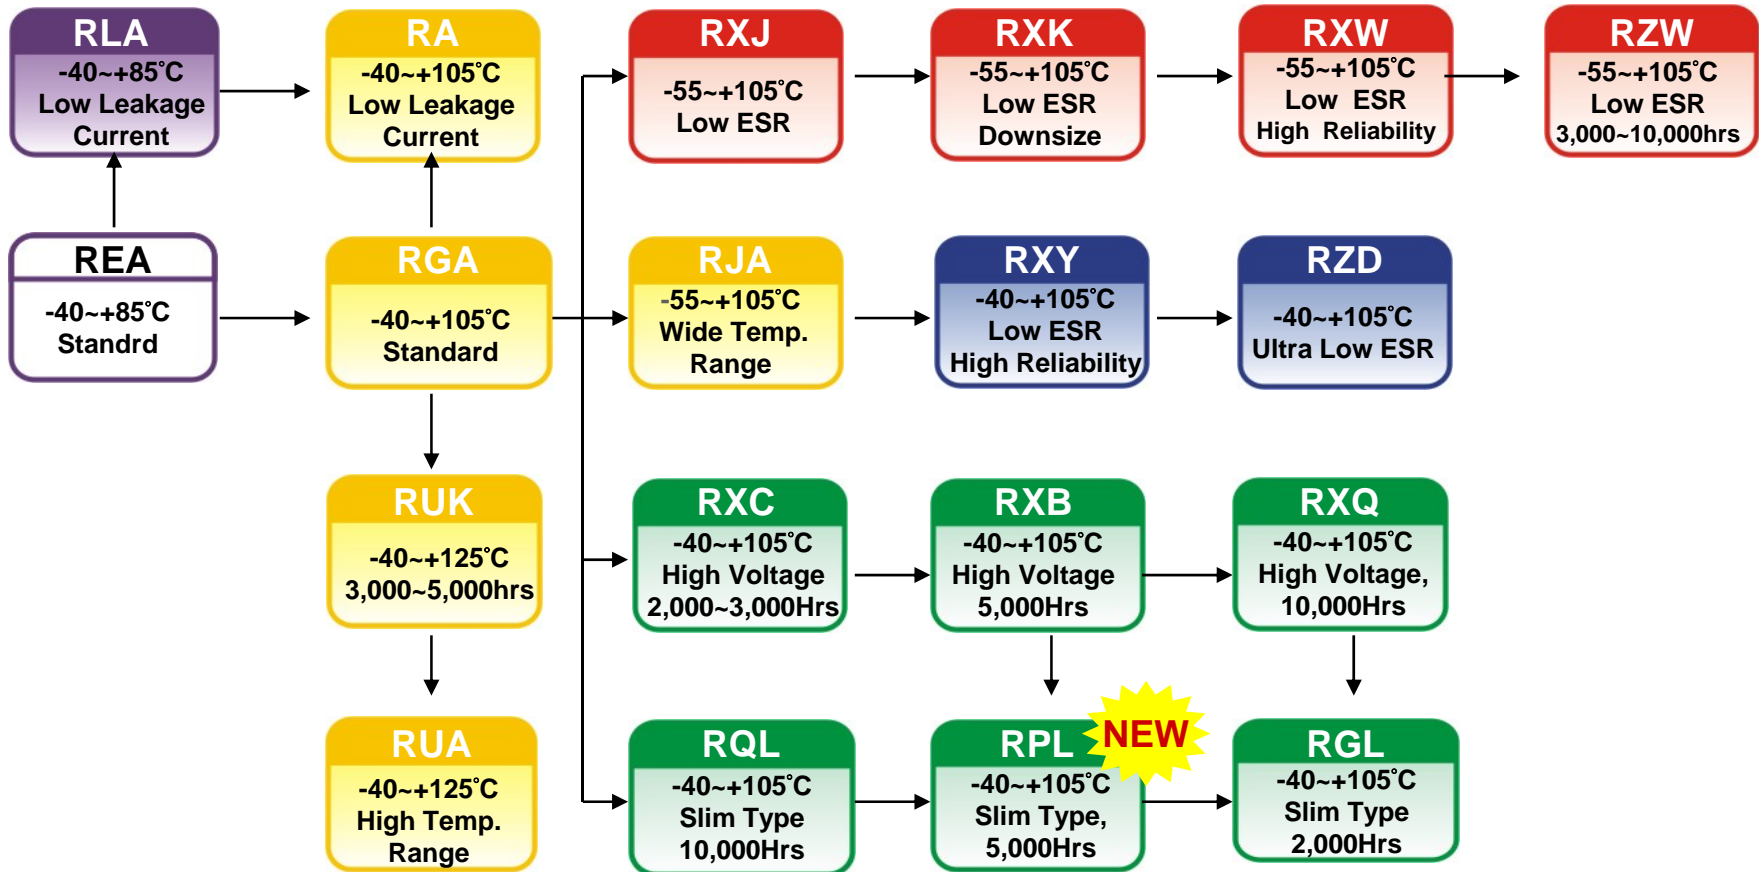 RLA
-40~+85°C
Low Leakage
Current
RA
-40~+105°C
Low Leakage
Current
RXJ
-55~+105°C
Low ESR
RXK
-55~+105°C
Low ESR
Downsize
RXW
-55~+105°C
Low ESR
High Reliability
RZW
-55~+105°C
Low ESR
3,000~10,000hrs
REA
-40~+85°C
Standrd
RGA
-40~+105°C
Standard
RJA
-55~+105°C
Wide Temp.
Range
RXY
-40~+105°C
Low ESR
High Reliability
RZD
-40~+105°C
Ultra Low ESR
RUK
-40~+125°C
3,000~5,000hrs
RXC
-40~+105°C
High Voltage
2,000~3,000Hrs
RXB
-40~+105°C
High Voltage
5,000Hrs
RXQ
-40~+105°C
High Voltage,
10,000Hrs
RUA
-40~+125°C
High Temp.
Range
RQL
-40~+105°C
Slim Type
10,000Hrs
RPL
NEW
-40~+105°C
Slim Type,
5,000Hrs
RGL
-40~+105°C
Slim Type
2,000Hrs